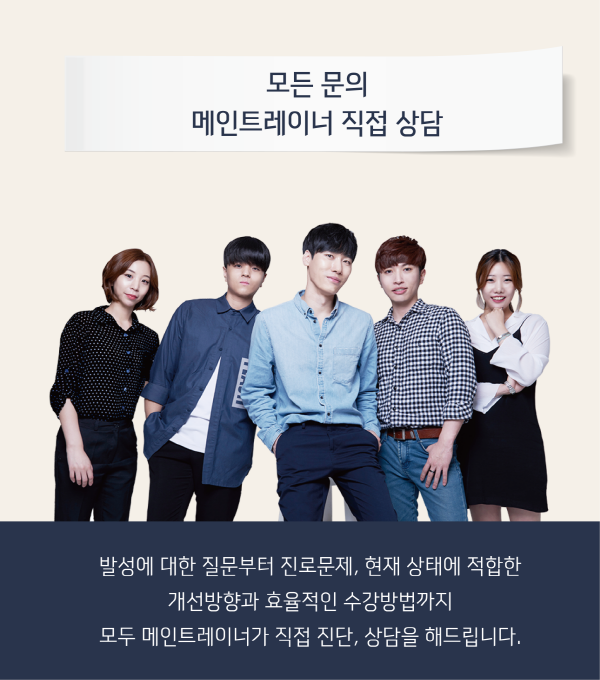 모든 문의
메인트레이너 직접 상담
발성에 대한 질문부터 진로문제, 현재 상태에 적합한
개선방향과 효율적인 수강방법까지
모두 메인트레이너가 직접 진단, 상담을 해드립니다.